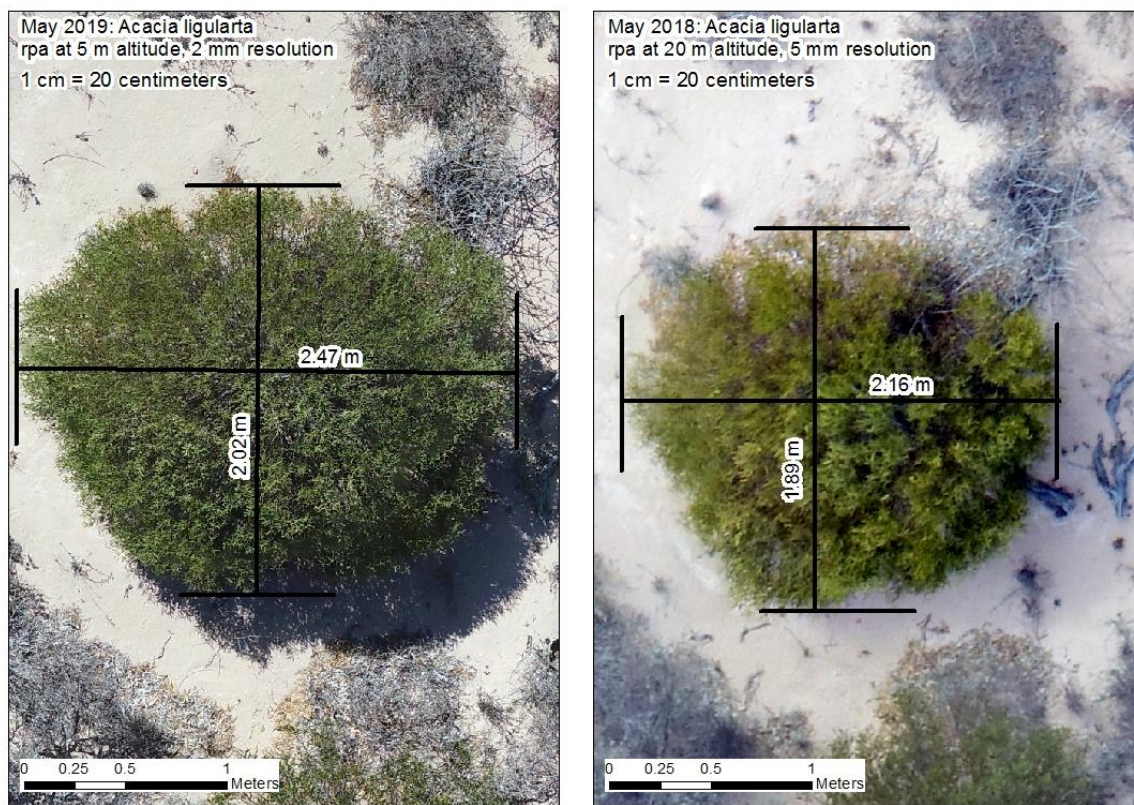 May 2019: Acacia ligularta
rpa at 5 m altitude, 2 mm resolution
1 cm = 20 centimeters
2.47 m
2.02 m
0 0.25 0.5 1
Meters
May 2018: Acacia ligularta
rpa at 20 m altitude, 5 mm resolution
1 cm = 20 centimeters
2.16 m
1.89 m
0 0.25 0.5 1
Meters